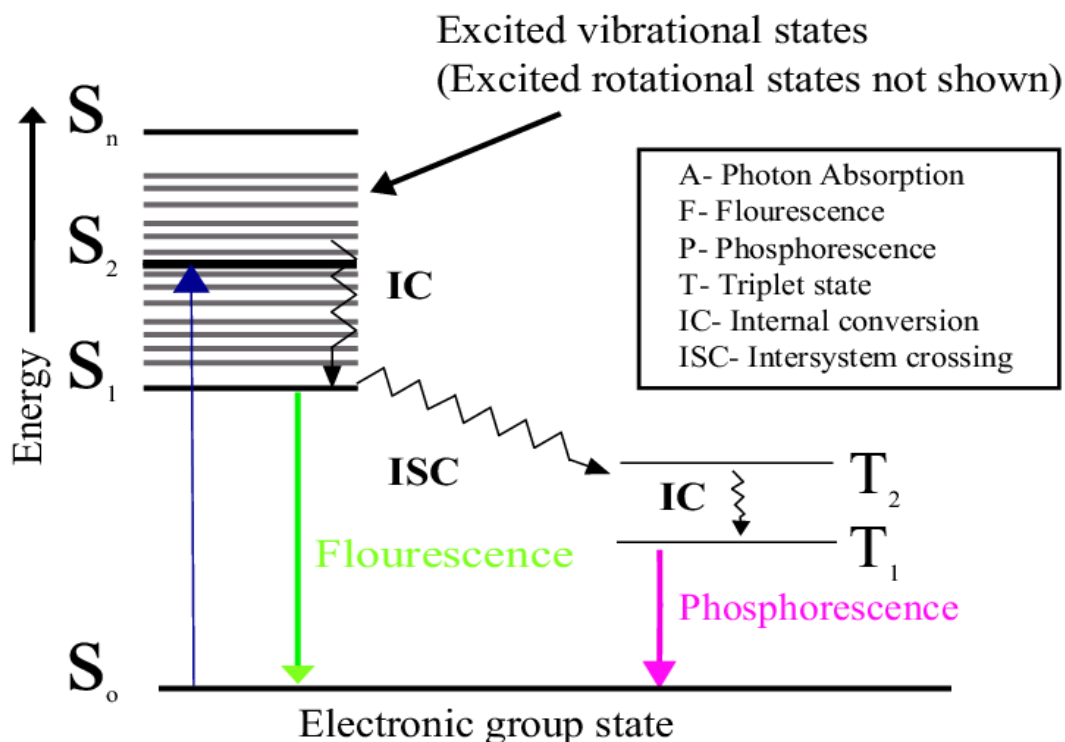 Excited vibrational states
(Excited rotational states not shown)
Sn
A- Photon Absorption
F- Flourescence
P- Phosphorescence
T- Triplet state
IC- Internal conversion
ISC- Intersystem crossing
S2
IC
S1
Energy
ISC
T2
IC
T1
Flourescence
Phosphorescence
So
Electronic group state